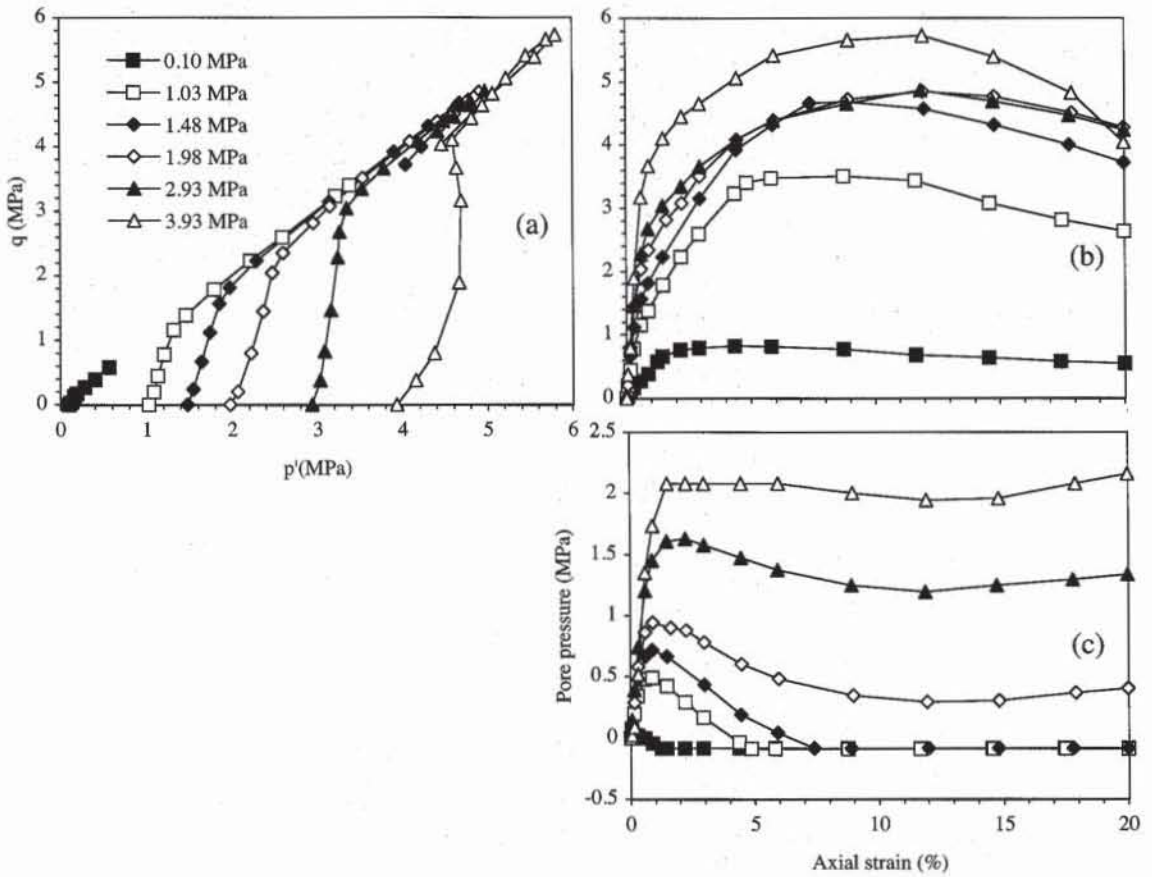 6
5
4
3
2
1
0
q (MPa)
0.10 MPa
1.03 MPa
1.48 MPa
1.98 MPa
2.93 MPa
3.93 MPa
(a)
0 1 2 3 4 5 6
p'(MPa)
6
5
4
3
2
1
0
(b)
2.5
2
1.5
1
0.5
0
-0.5
Pore pressure (MPa)
(c)
0 5 10 15 20
Axial strain (%)